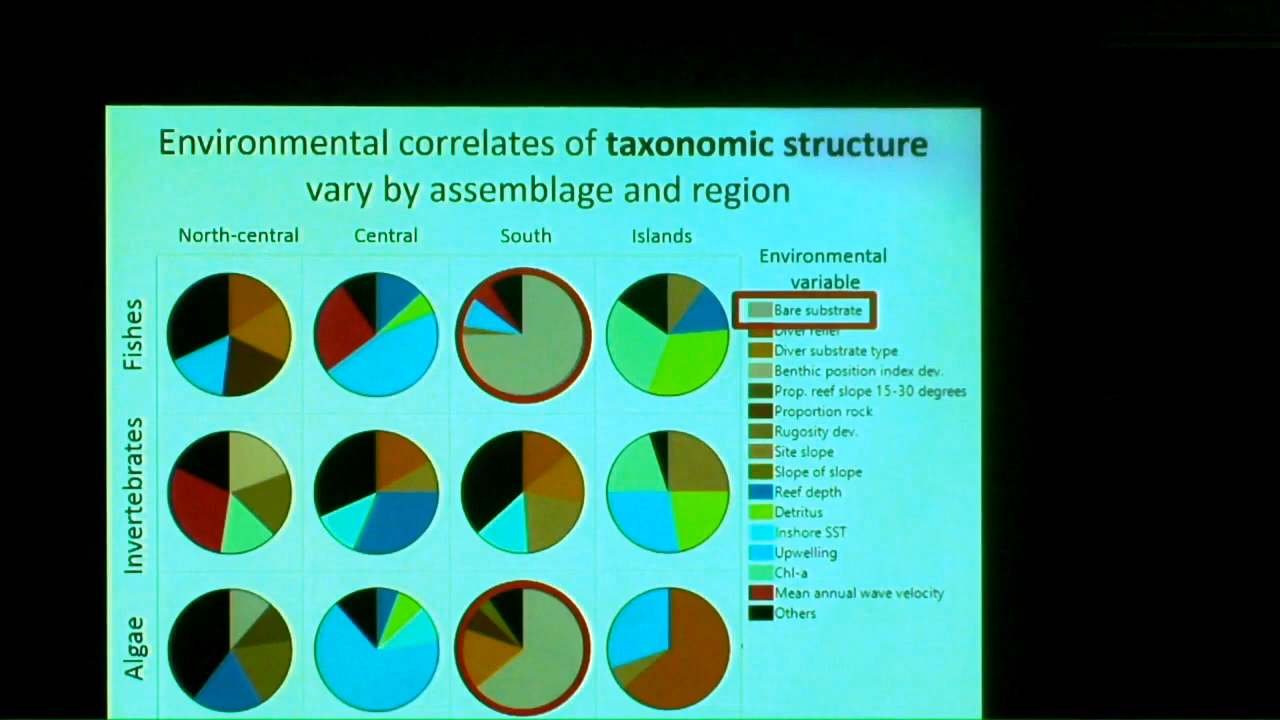 Environmental correlates of taxonomic structure
vary by assemblage and region
North-central Central South Islands
Environmental
variable
Fishes
Invertebrates
Algae
Bare substrate
Diver relief
Diver substrate type
Benthic position index dev.
Prop. reef slope 15-30 degrees
Proportion rock
Rugosity dev.
Site slope
Slope of slope
Reef depth
Detritus
Inshore SST
Upwelling
Chl-a
Mean annual wave velocity
Others